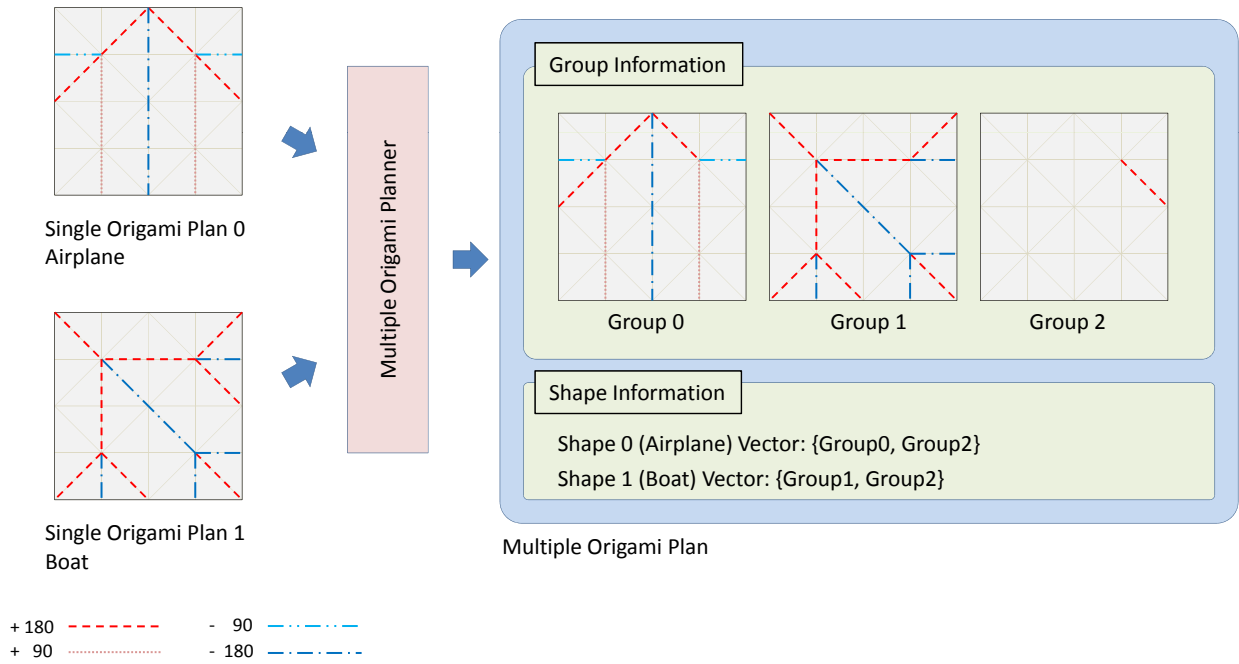 Single Origami Plan 0
Airplane
Single Origami Plan 1
Boat
Multiple Origami Planner
Group Information
Group 0
Group 1
Group 2
Shape Information
Shape 0 (Airplane) Vector: {Group0, Group2}
Shape 1 (Boat) Vector: {Group1, Group2}
Multiple Origami Plan
+ 180
- 90
+ 90
- 180